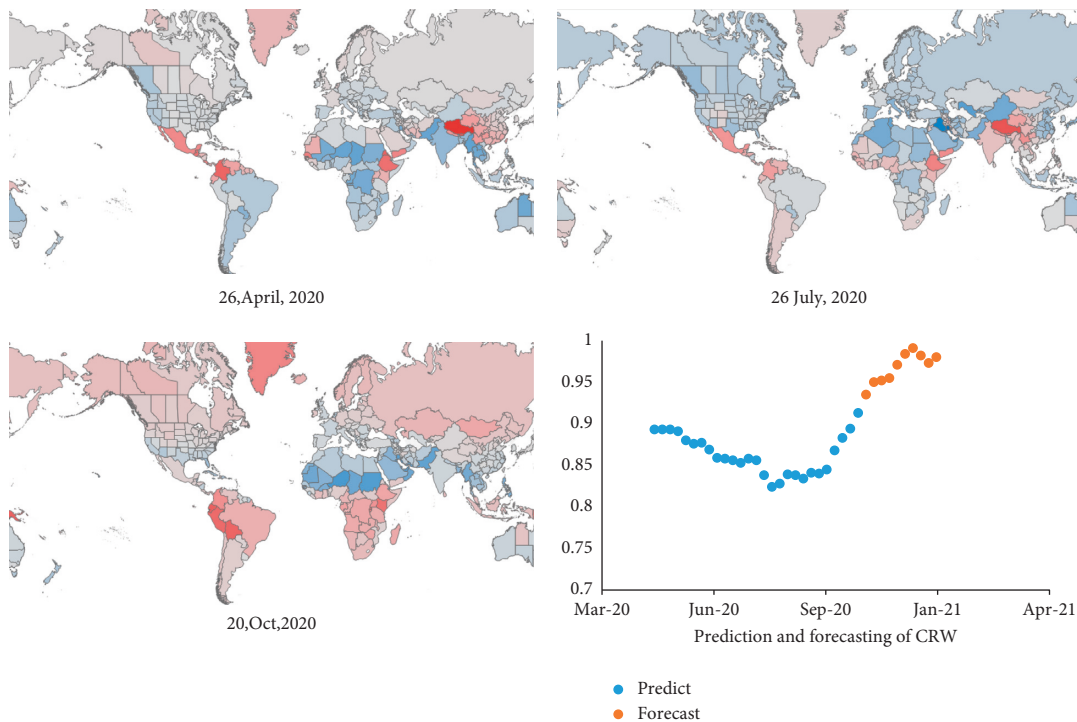 26,April, 2020
26 July, 2020
20,Oct,2020
1
0.95
0.9
0.85
0.8
0.75
0.7
Mar-20 Jun-20 Sep-20 Jan-21 Apr-21
Prediction and forecasting of CRW
Predict
Forecast